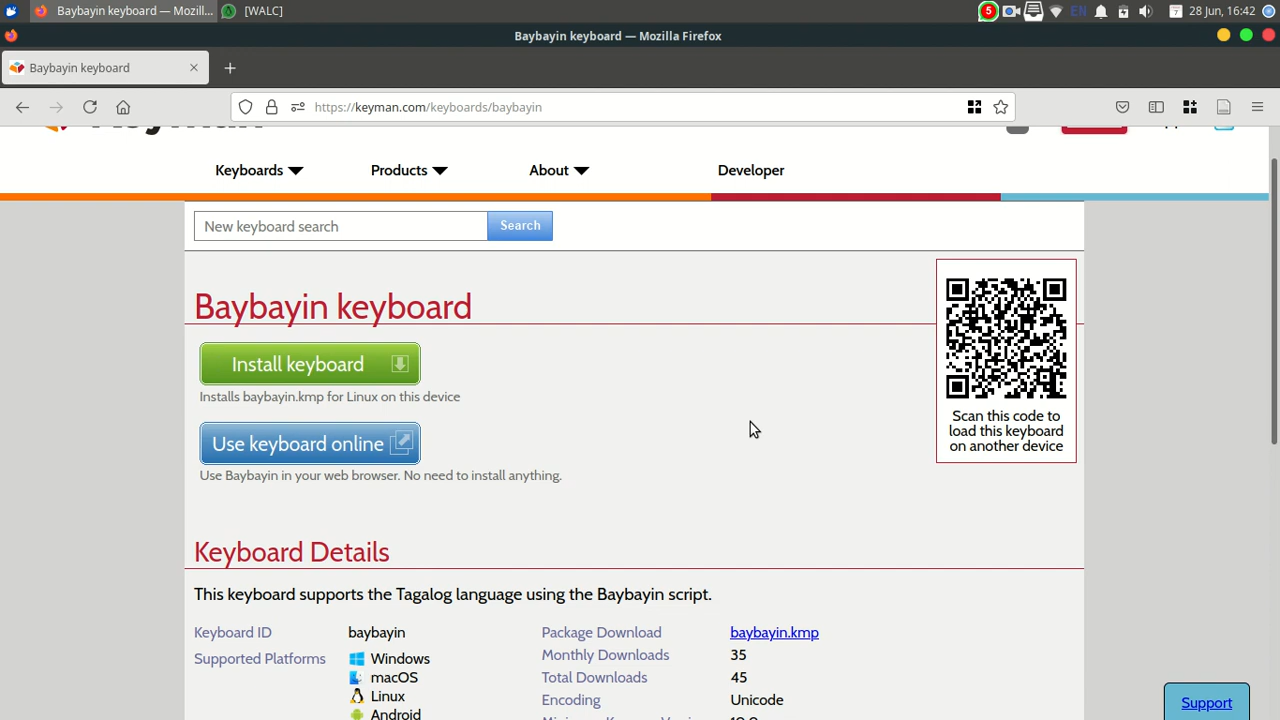 Baybayin keyboard — Mozill...
[WALC]
5
EN
7
28 Jun, 16:42
Baybayin keyboard — Mozilla Firefox
Baybayin keyboard
https://keyman.com/keyboards/baybayin
Keyboards
Products
About
Developer
New keyboard search
Search
Baybayin keyboard
Install keyboard
Installs baybayin.kmp for Linux on this device
Use keyboard online
Use Baybayin in your web browser. No need to install anything.
Scan this code to
load this keyboard
on another device
Keyboard Details
This keyboard supports the Tagalog language using the Baybayin script.
Keyboard ID baybayin
Package Download baybayin.kmp
Supported Platforms
Windows
macOS
Linux
Android
Monthly Downloads 35
Total Downloads 45
Encoding Unicode
Support